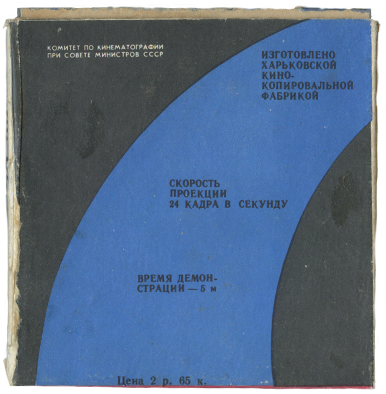 КОМИТЕТ ПО КИНЕМАТОГРАФИИ
ПРИ СОВЕТЕ МИНИСТРОВ СССР
ИЗГОТОВЛЕНО
ХАРЬКОВСКОЙ
КИНО-
КОПИРОВАЛЬНОЙ
ФАБРИКОЙ
СКОРОСТЬ
ПРОЕКЦИИ
24 КАДРА В СЕКУНДУ
ВРЕМЯ ДЕМОН-
СТРАЦИИ — 5 м
Цена 2 р. 65 к.